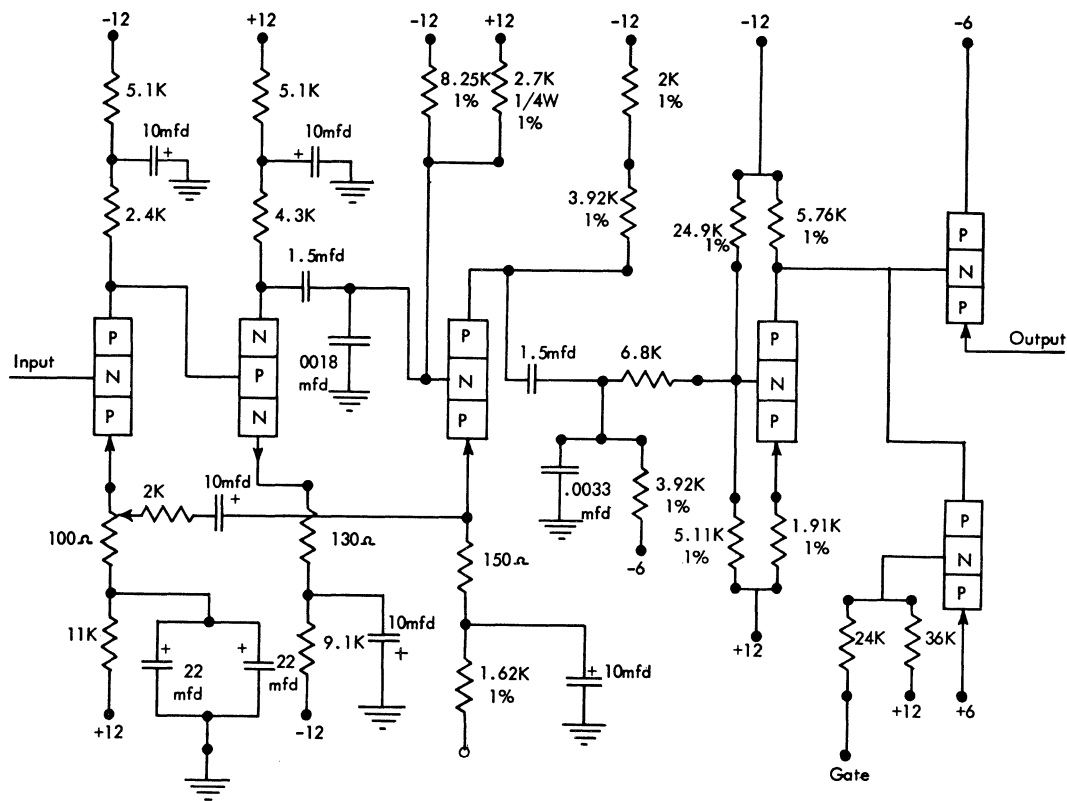 -12
+12
-12
+12
-12
-12
-6
5.1K
5.1K
8.25K
1%
2.7K
1/4W
1%
2K
1%
10mfd
+
10mfd
+
2.4K
4.3K
3.92K
1%
24.9K
1%
5.76K
1%
1.5mfd
P
N
P
Output
Input
P
N
P
N
P
N
0018
mfd
P
N
P
1.5mfd
6.8K
P
N
P
2K
10mfd
+
100Ω
130Ω
150Ω
.0033
mfd
3.92K
1%
-6
5.11K
1%
1.91K
1%
P
N
P
11K
+
22
mfd
+
22
mfd
9.1K
10mfd
+
1.62K
1%
+
10mfd
+12
24K
36K
+12
-12
+12
+6
Gate